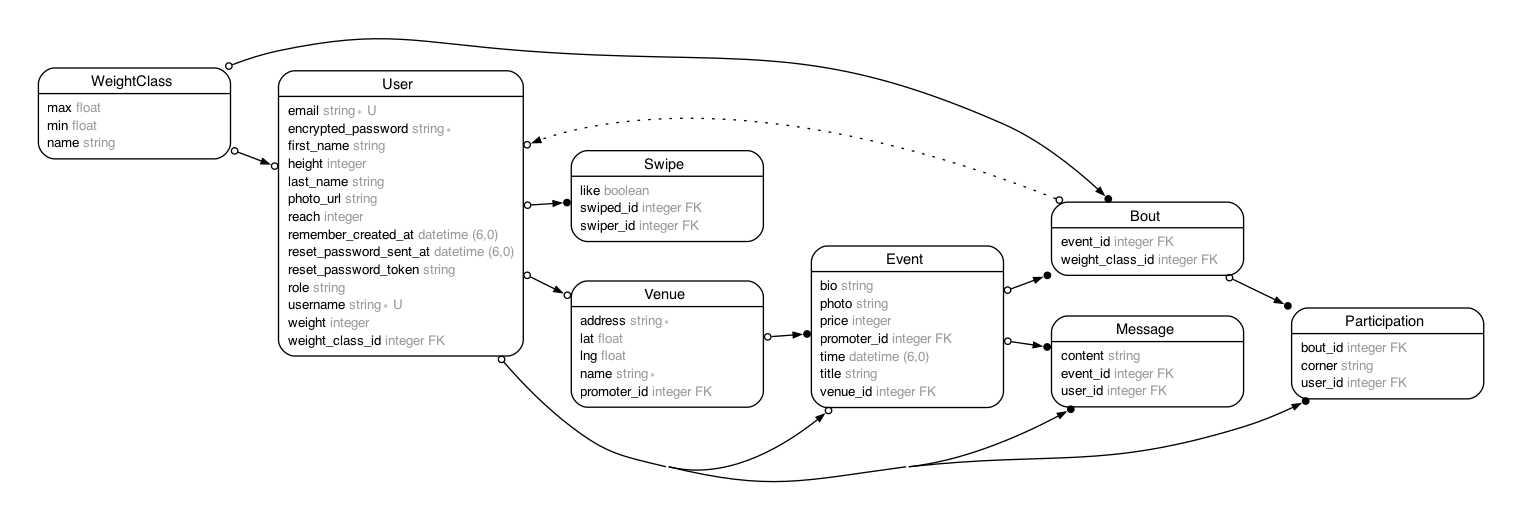 WeightClass
max float
min float
name string
User
email string∗ U
encrypted_password string∗
first_name string
height integer
last_name string
photo_url string
reach integer
remember_created_at datetime (6,0)
reset_password_sent_at datetime (6,0)
reset_password_token string
role string
username string∗ U
weight integer
weight_class_id integer FK
Swipe
like boolean
swiped_id integer FK
swiper_id integer FK
Venue
address string∗
lat float
lng float
name string∗
promoter_id integer FK
Event
bio string
photo string
price integer
promoter_id integer FK
time datetime (6,0)
title string
venue_id integer FK
Bout
event_id integer FK
weight_class_id integer FK
Message
content string
event_id integer FK
user_id integer FK
Participation
bout_id integer FK
corner string
user_id integer FK